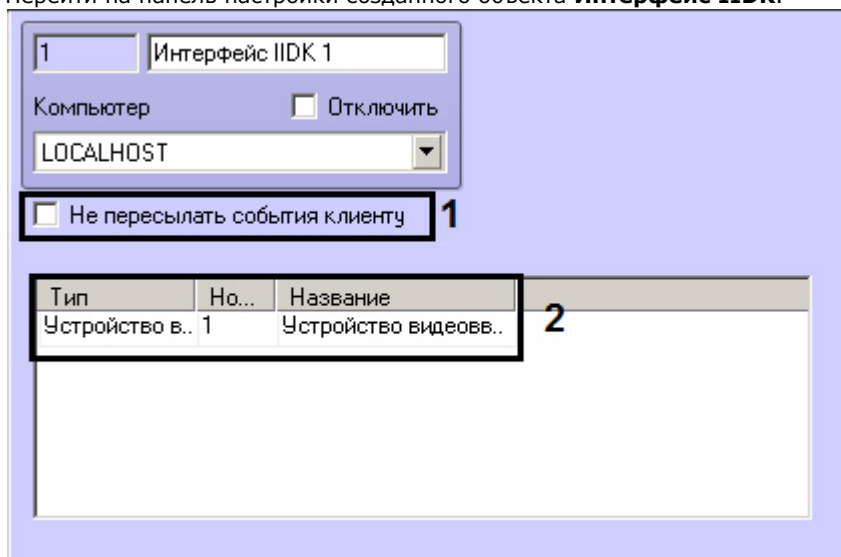 Перейти на панель настройки созданного объекта Интерфейс IIDK.
1 Интерфейс IIDK 1
Компьютер Отключить
LOCALHOST
Не пересылать события клиенту 1
Тип Но... Название
Устройство в.. 1 Устройство видеовв.. 2